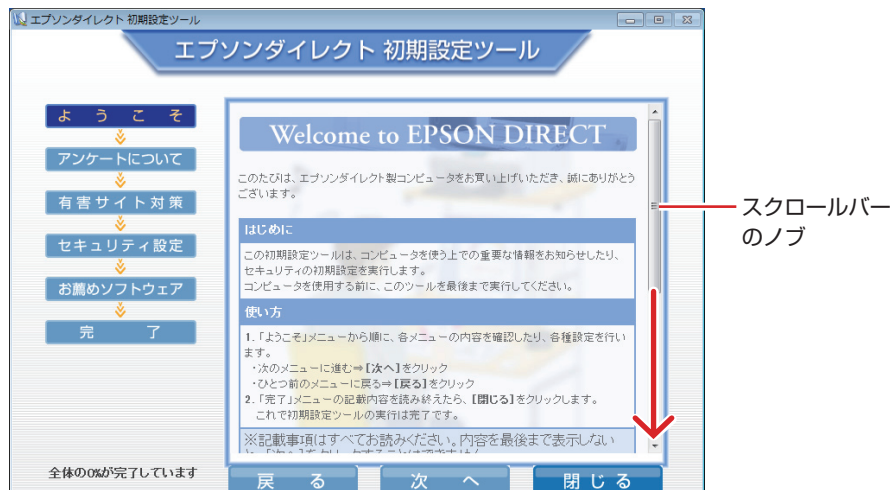 エプソンダイレクト 初期設定ツール
エプソンダイレクト 初期設定ツール
ようこそ
アンケートについて
有害サイト対策
セキュリティ設定
お薦めソフトウェア
完了
Welcome to EPSON DIRECT
このたびは、エプソンダイレクト製コンピュータをお買い上げいただき、誠にありがとう
ございます。
はじめに
この初期設定ツールは、コンピュータを使う上での重要な情報をお知らせしたり、
セキュリティの初期設定を実行します。
コンピュータを使用する前に、このツールを最後まで実行してください。
使い方
1.「ようこそ」メニューから順に、各メニューの内容を確認したり、各種設定を行い
ます。
・次のメニューに進む⇒【次へ】をクリック
・ひとつ前のメニューに戻る⇒【戻る】をクリック
2.「完了」メニューの記載内容を読み終えたら、【閉じる】をクリックします。
これで初期設定ツールの実行は完了です。
※記載事項はすべてお読みください。内容を最後まで表示しない
スクロールバー
のノブ
全体の0%が完了しています
戻る
次へ
閉じる